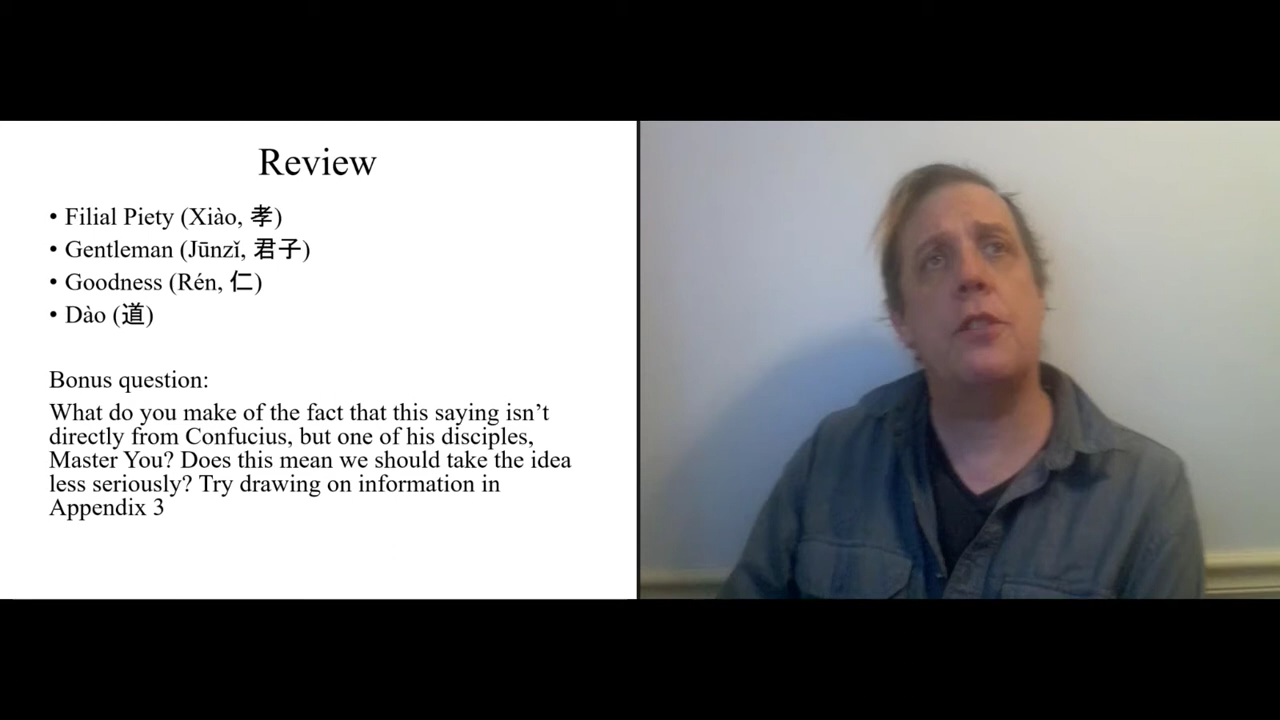 Review
• Filial Piety (Xiào, 孝)
• Gentleman (Jūnzǐ, 君子)
• Goodness (Rén, 仁)
• Dào (道)
Bonus question:
What do you make of the fact that this saying isn’t
directly from Confucius, but one of his disciples,
Master You? Does this mean we should take the idea
less seriously? Try drawing on information in
Appendix 3